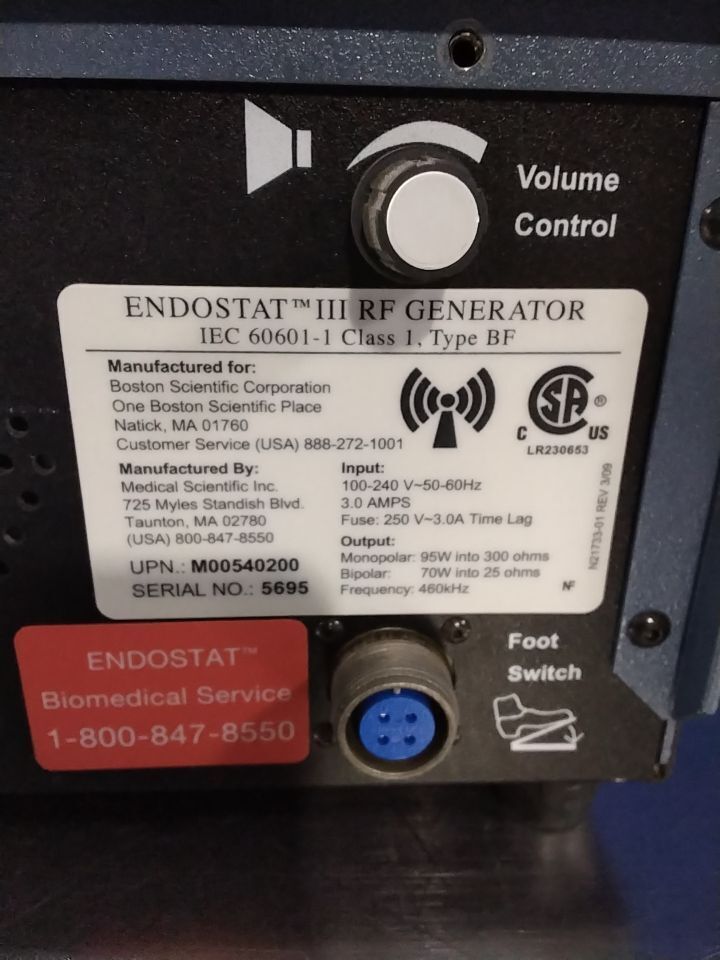 Volume
Control
ENDOSTAT™ III RF GENERATOR
IEC 60601-1 Class 1, Type BF
Manufactured for:
Boston Scientific Corporation
One Boston Scientific Place
Natick, MA 01760
Customer Service (USA) 888-272-1001
SA ®
C US
LR230653
Manufactured By:
Medical Scientific Inc.
725 Myles Standish Blvd.
Taunton, MA 02780
(USA) 800-847-8550
UPN.: M00540200
SERIAL NO.: 5695
Input:
100-240 V~50-60Hz
3.0 AMPS
Fuse: 250 V~3.0A Time Lag
Output:
Monopolar: 95W into 300 ohms
Bipolar: 70W into 25 ohms
Frequency: 460kHz
N21733-01 REV 3/09
NF
ENDOSTAT™
Biomedical Service
1-800-847-8550
Foot
Switch